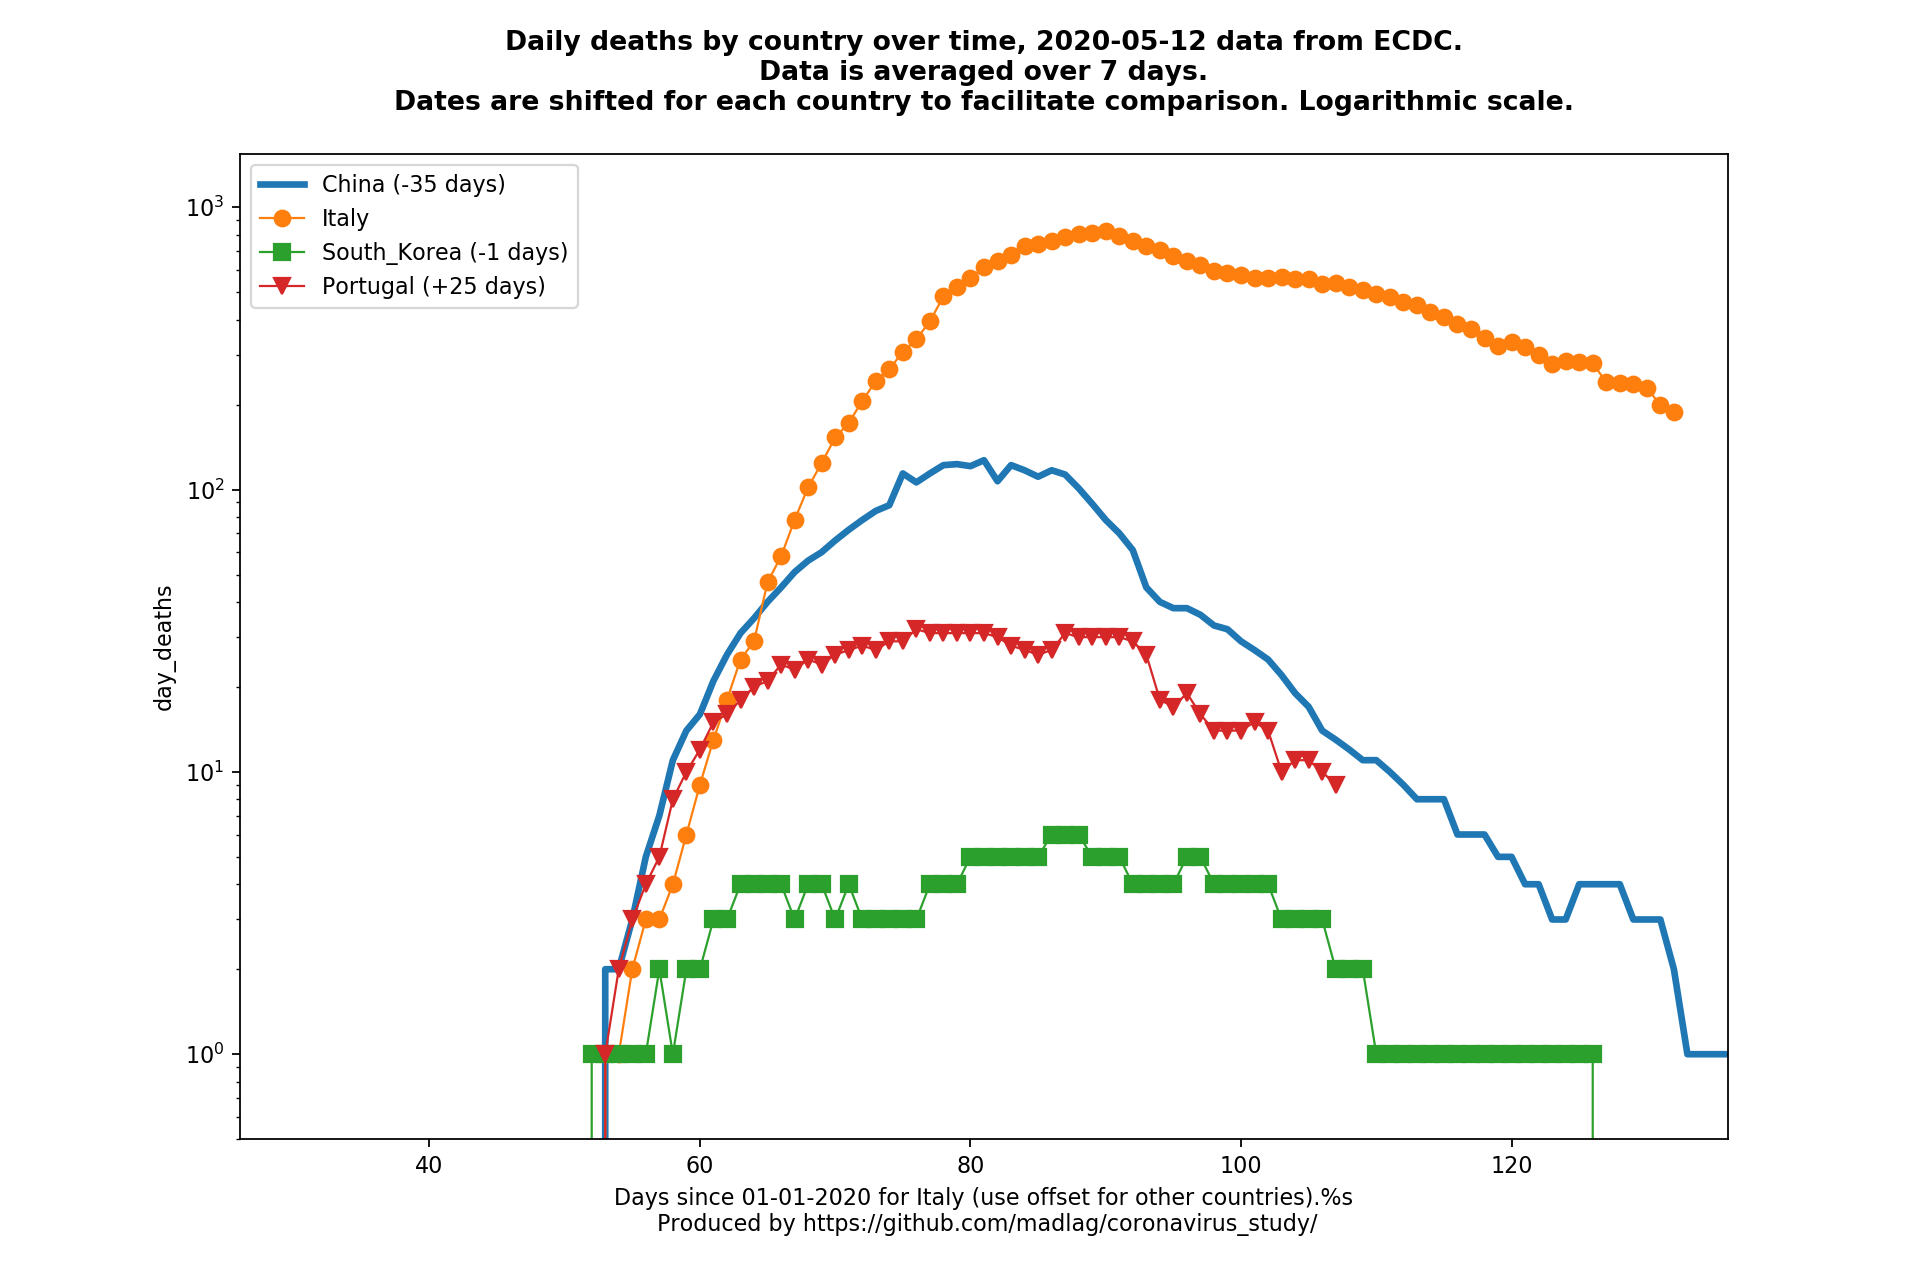 Daily deaths by country over time, 2020-05-12 data from ECDC.
Data is averaged over 7 days.
Dates are shifted for each country to facilitate comparison. Logarithmic scale.
China (-35 days)
Italy
South_Korea (-1 days)
Portugal (+25 days)
10³
10²
10¹
10⁰
day_deaths
40 60 80 100 120
Days since 01-01-2020 for Italy (use offset for other countries).%s
Produced by https://github.com/madlag/coronavirus_study/